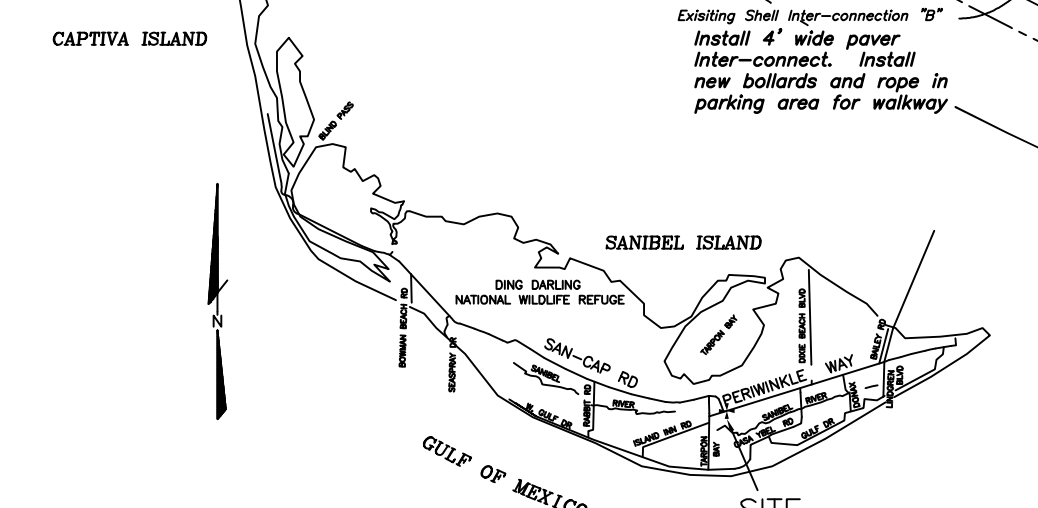 Exisiting Shell Inter-connection "B"
CAPTIVA ISLAND
Install 4' wide paver
Inter-connect. Install
new bollards and rope in
parking area for walkway
BLIND PASS
SANIBEL ISLAND
DING DARLING
NATIONAL WILDLIFE REFUGE
BOWMAN BEACH RD
N
TARPON BAY
DIXIE BEACH BLVD
BAILEY RD
SEASPRAY DR
SAN-CAP RD
PERIWINKLE WAY
SANIBEL
RIVER
RABBIT RD
W. GULF DR
ISLAND INN RD
TARPON
BAY
SANIBEL
RIVER
CASA YBEL RD
GULF DR
DONAX
LINDGREN
BLVD
GULF OF MEXICO
SITE